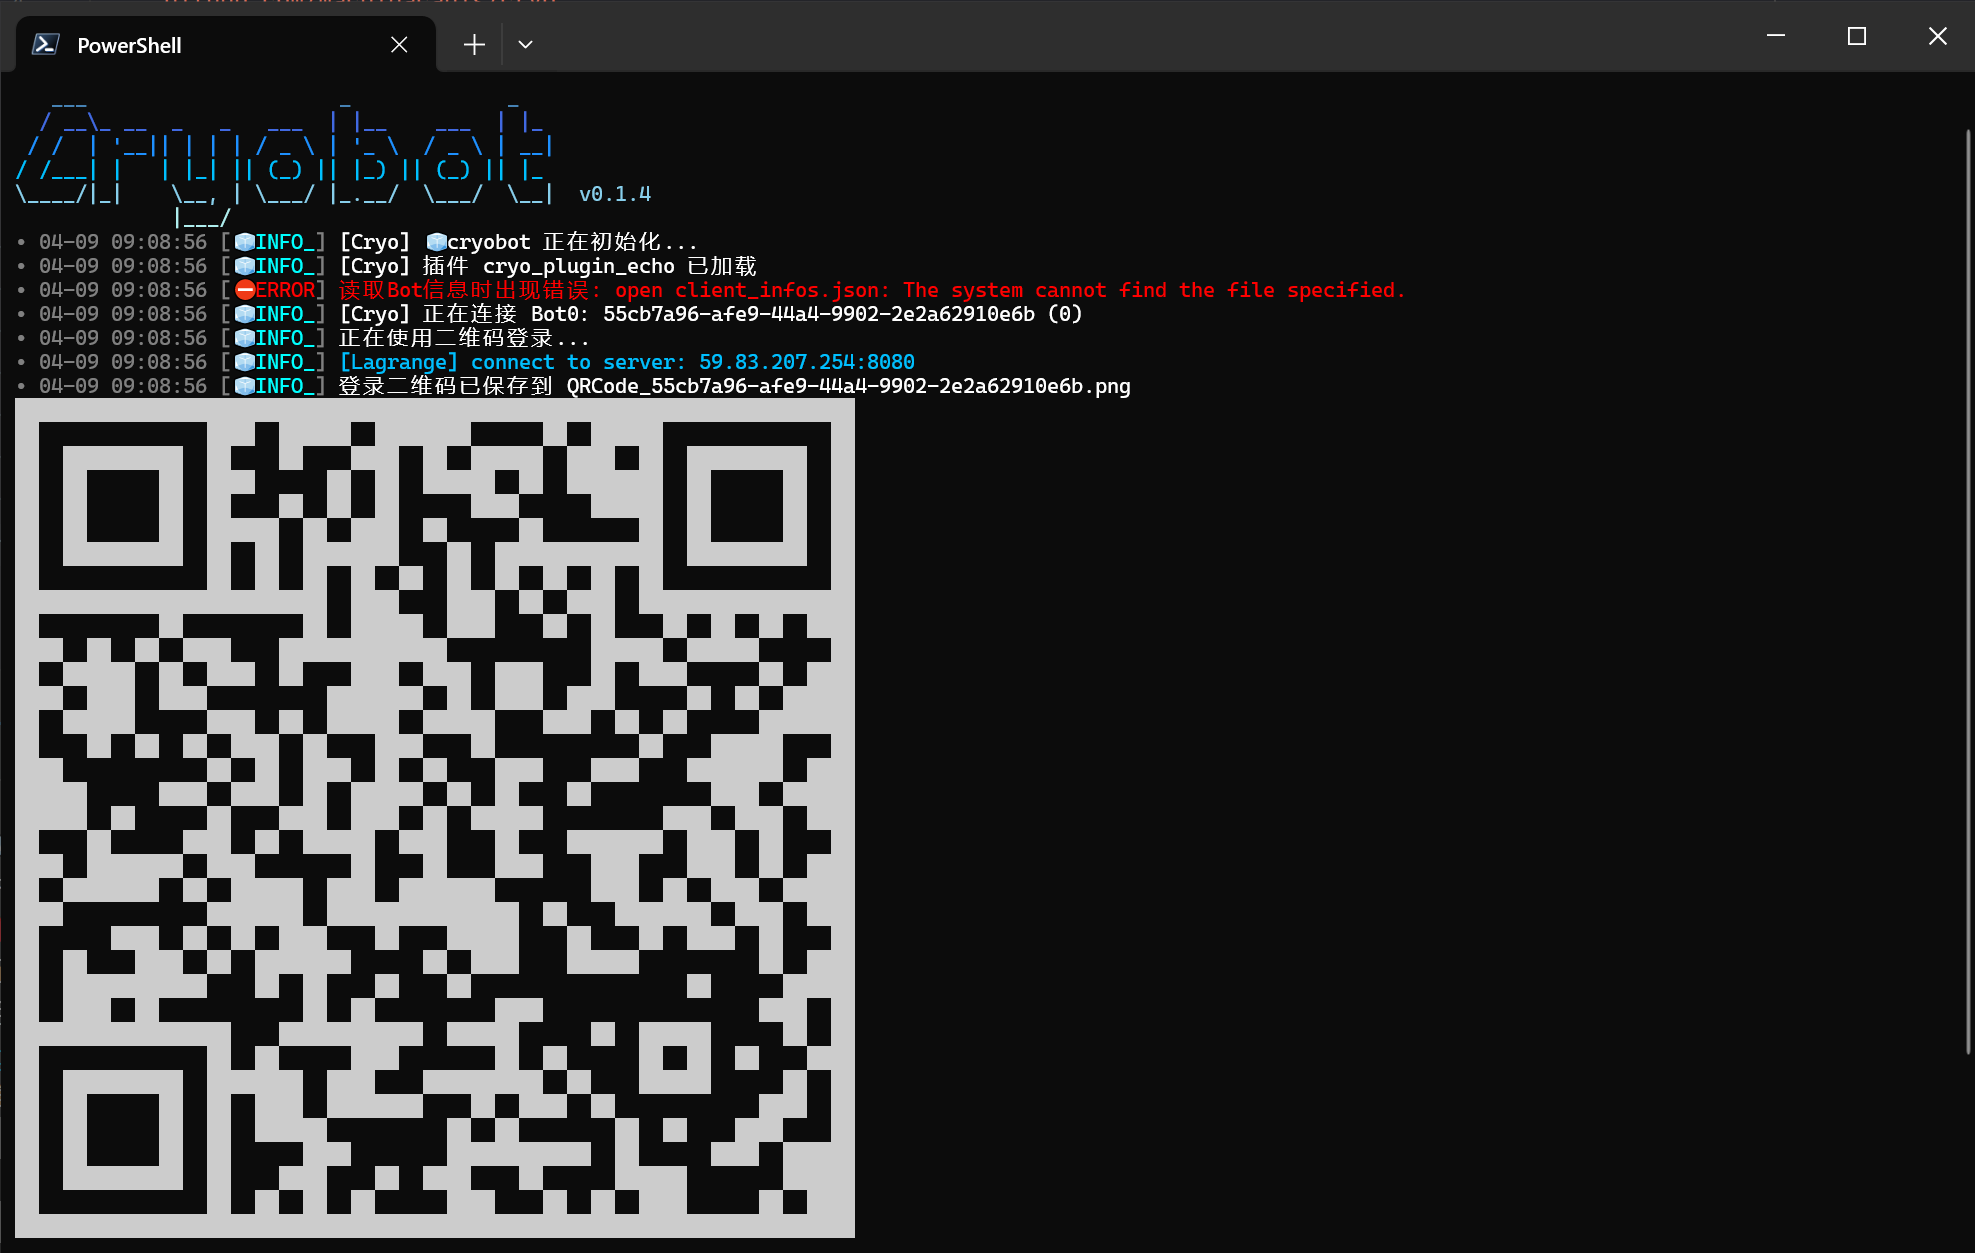 PowerShell
Cryobot v0.1.4
• 04-09 09:08:56 [🧊INFO_] [Cryo] 🧊cryobot 正在初始化...
• 04-09 09:08:56 [🧊INFO_] [Cryo] 插件 cryo_plugin_echo 已加载
• 04-09 09:08:56 [⛔ERROR] 读取Bot信息时出现错误: open client_infos.json: The system cannot find the file specified.
• 04-09 09:08:56 [🧊INFO_] [Cryo] 正在连接 Bot0: 55cb7a96-afe9-44a4-9902-2e2a62910e6b (0)
• 04-09 09:08:56 [🧊INFO_] 正在使用二维码登录...
• 04-09 09:08:56 [🧊INFO_] [Lagrange] connect to server: 59.83.207.254:8080
• 04-09 09:08:56 [🧊INFO_] 登录二维码已保存到 QRCode_55cb7a96-afe9-44a4-9902-2e2a62910e6b.png